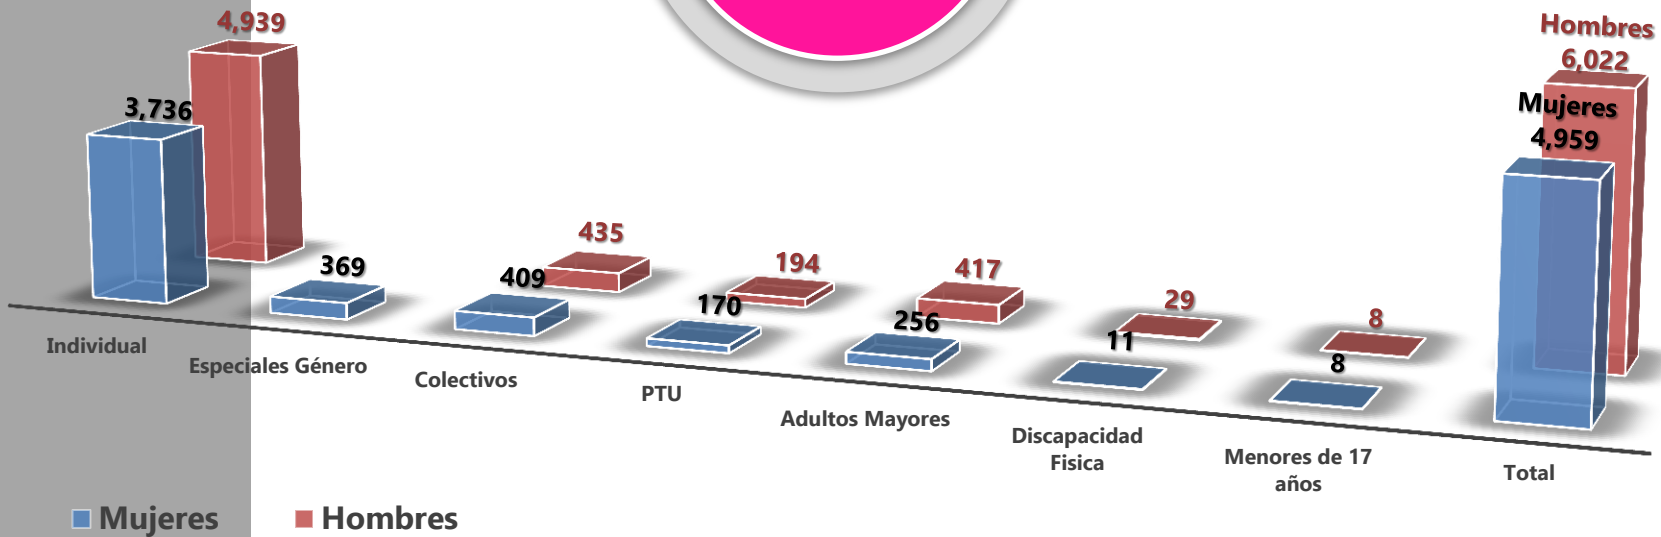 4,939
3,736
Hombres
6,022
Mujeres
4,959
435
369
409
194
170
417
256
29
11
8
8
Individual
Especiales Género
Colectivos
PTU
Adultos Mayores
Discapacidad
Fisica
Menores de 17
años
Total
Mujeres
Hombres